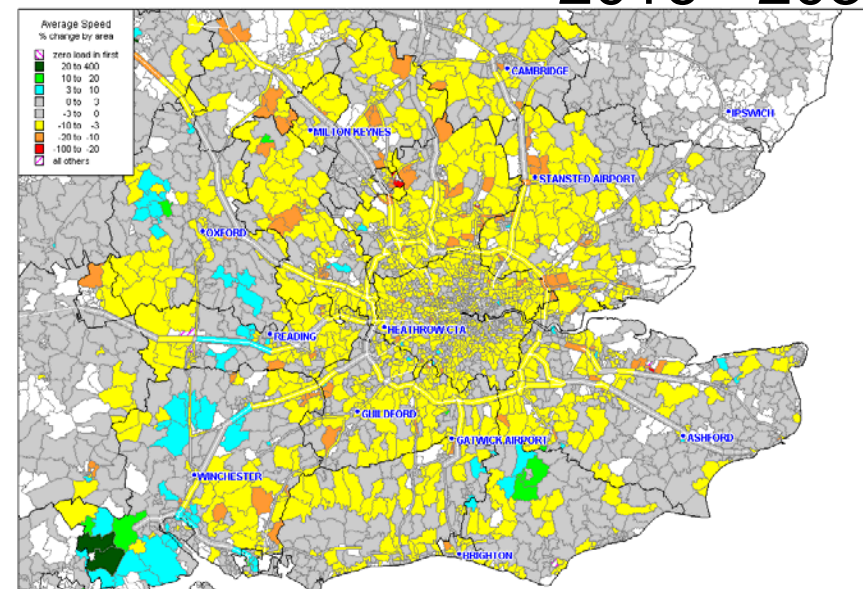 Average Speed
% change by area
zero load in first
20 to 400
10 to 20
3 to 10
0 to 3
-3 to 0
-10 to -3
-20 to -10
-100 to -20
all others
CAMBRIDGE
IPSWICH
MILTON KEYNES
STANSTED AIRPORT
OXFORD
HEATHROW CTA
READING
GUILDFORD
GATWICK AIRPORT
ASHFORD
WINCHESTER
BRIGHTON